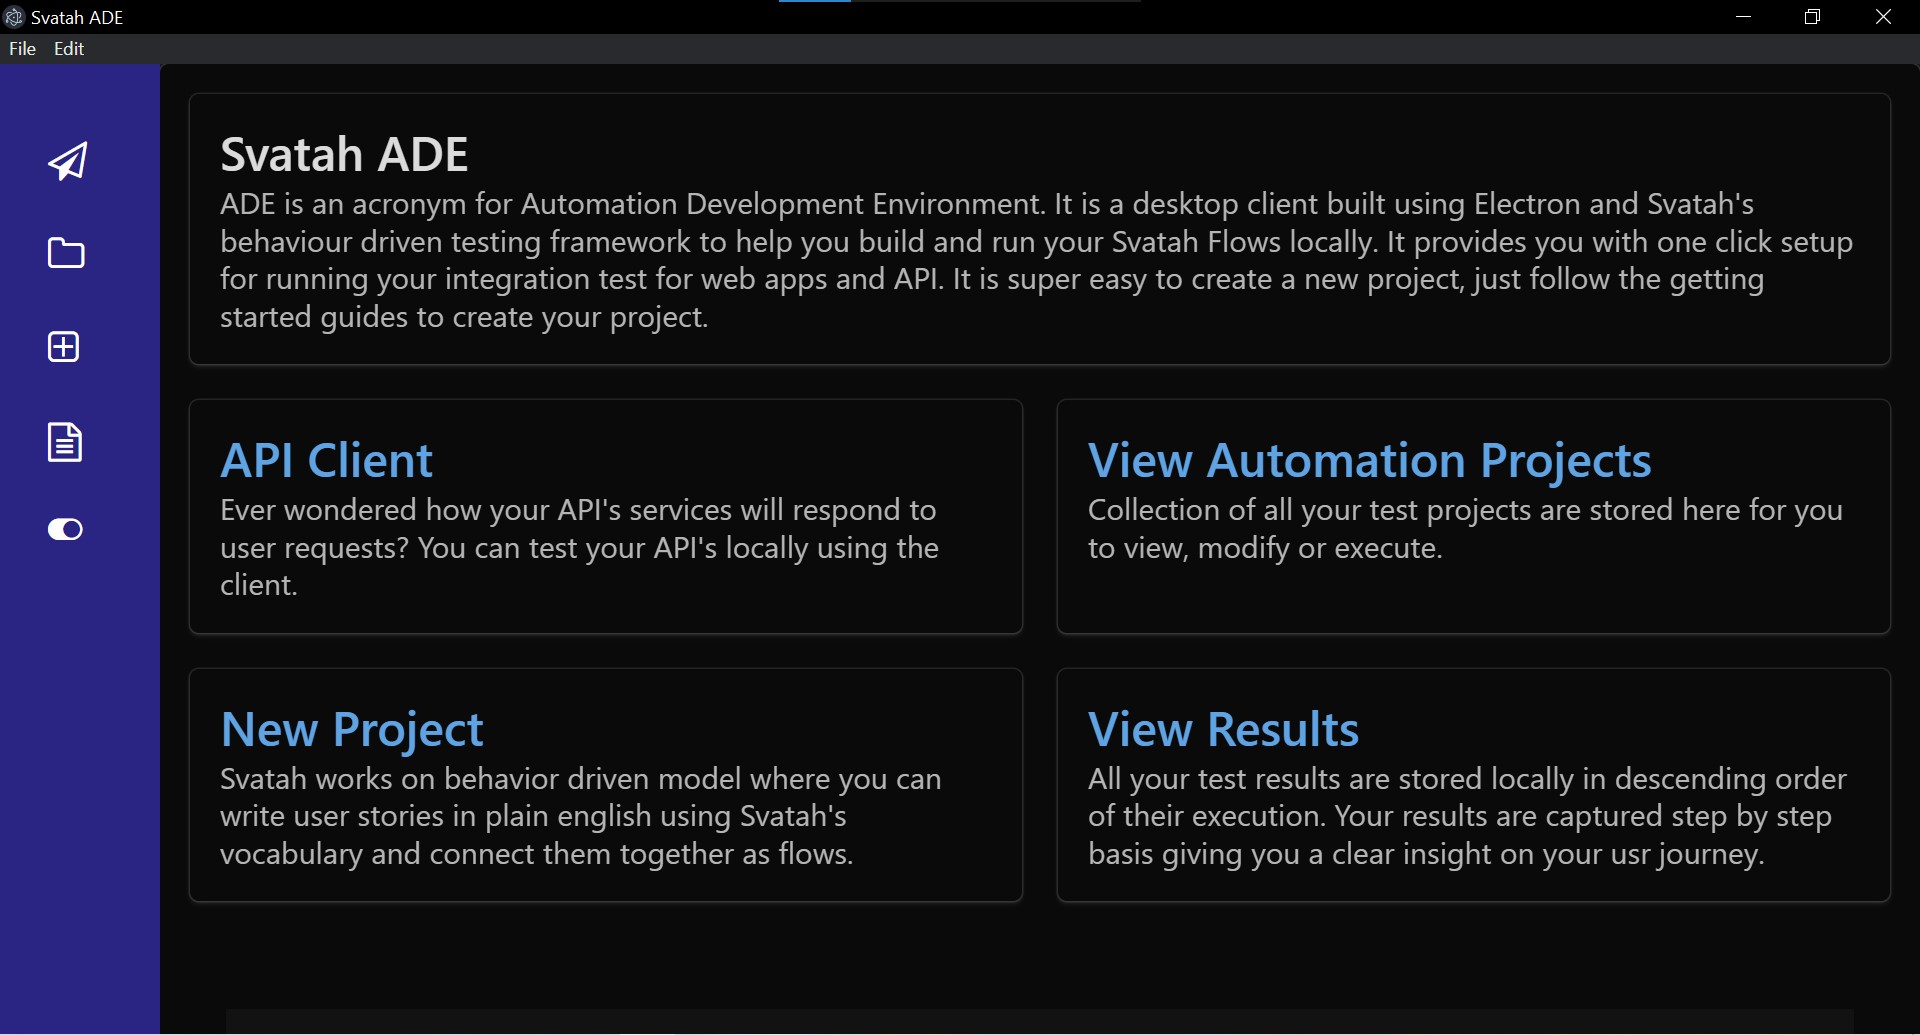 Svatah ADE
File Edit
Svatah ADE
ADE is an acronym for Automation Development Environment. It is a desktop client built using Electron and Svatah's
behaviour driven testing framework to help you build and run your Svatah Flows locally. It provides you with one click setup
for running your integration test for web apps and API. It is super easy to create a new project, just follow the getting
started guides to create your project.
API Client
Ever wondered how your API's services will respond to
user requests? You can test your API's locally using the
client.
View Automation Projects
Collection of all your test projects are stored here for you
to view, modify or execute.
New Project
Svatah works on behavior driven model where you can
write user stories in plain english using Svatah's
vocabulary and connect them together as flows.
View Results
All your test results are stored locally in descending order
of their execution. Your results are captured step by step
basis giving you a clear insight on your usr journey.